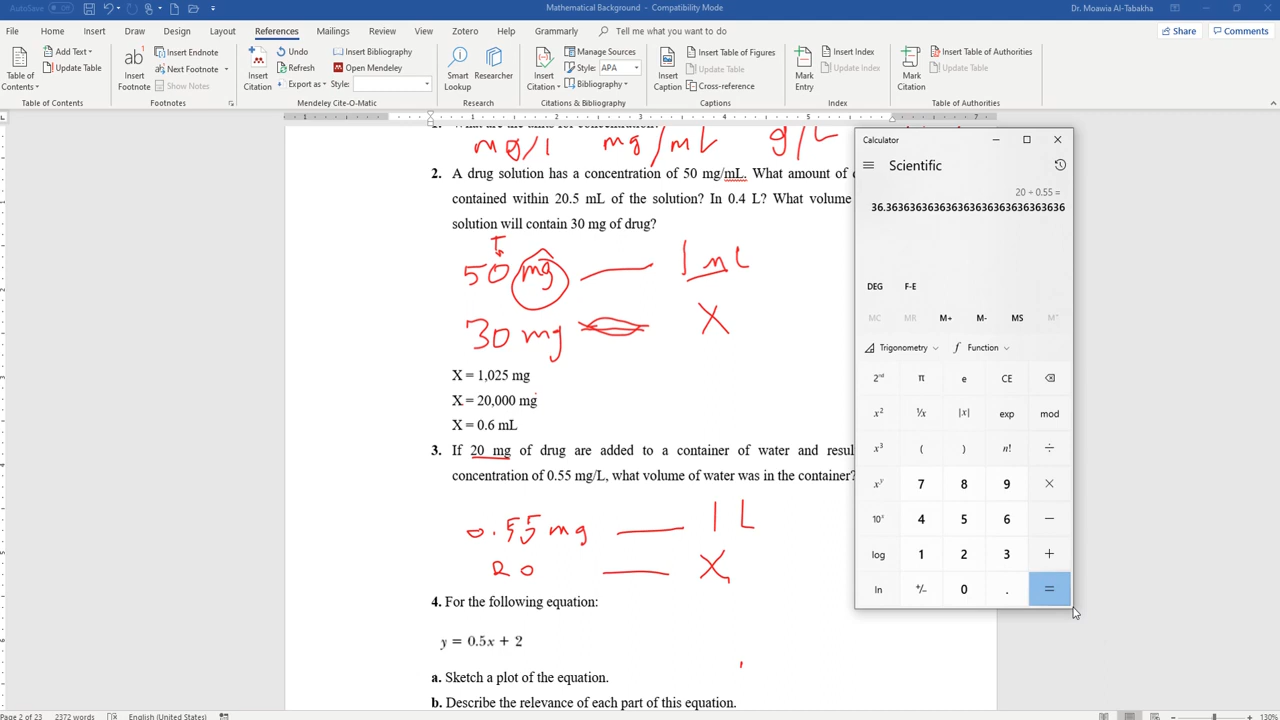 AutoSave Off Mathematical Background - Compatibility Mode Dr. Moawia Al-Tabakha
File Home Insert Draw Design Layout References Mailings Review View Zotero Help Grammarly Tell me what you want to do Share Comments
Table of Contents Add Text Update Table Table of Contents
ab Insert Footnote Insert Endnote Next Footnote Show Notes Footnotes
Insert Citation Undo Refresh Export as Insert Bibliography Open Mendeley Style: Mendeley Cite-O-Matic
Smart Lookup Researcher Research
Insert Citation Manage Sources Style: APA Bibliography Citations & Bibliography
Insert Caption Insert Table of Figures Update Table Cross-reference Captions
Mark Entry Insert Index Update Index Index
Mark Citation Insert Table of Authorities Update Table Table of Authorities
mg/l mg/mL g/L
2. A drug solution has a concentration of 50 mg/mL. What amount of
contained within 20.5 mL of the solution? In 0.4 L? What volume
solution will contain 30 mg of drug?
50 mg 1 mL
30 mg X
X = 1,025 mg
X = 20,000 mg
X = 0.6 mL
3. If 20 mg of drug are added to a container of water and
concentration of 0.55 mg/L, what volume of water was in the container?
0.55 mg 1 L
20 X
4. For the following equation:
y = 0.5x + 2
a. Sketch a plot of the equation.
b. Describe the relevance of each part of this equation.
Calculator
Scientific
20 ÷ 0.55 =
36.363636363636363636363636363636
DEG F-E
MC MR M+ M- MS M˅
Trigonometry Function
2ⁿᵈ π e CE
x² ¹/x |x| exp mod
x³ ( ) n! ÷
xʸ 7 8 9 ×
10ˣ 4 5 6 −
log 1 2 3 +
ln +/− 0 . =
Page 2 of 23 2372 words English (United States) 130%